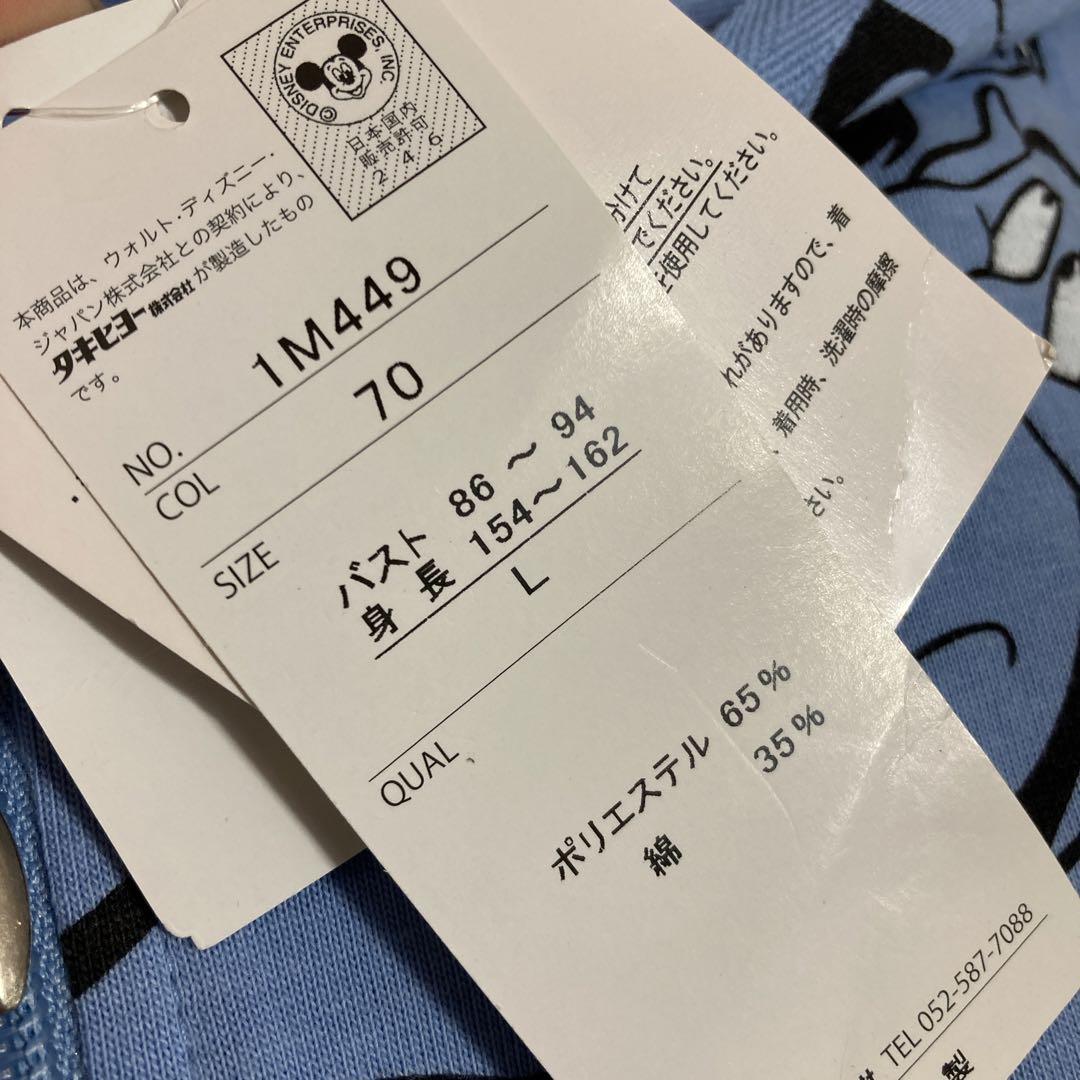 ©DISNEY ENTERPRISES, INC.
日本国内
販売許可
246
本商品は、ウォルト・ディズニー・
ジャパン株式会社との契約により、
タキヒヨー株式会社が製造したもの
です。
NO. 1M449
COL 70
SIZE
バスト 86～94
身長 154～162
L
QUAL
ポリエステル 65%
綿 35%
TEL 052-587-7088
製
かけて
でください。
使用してください。
れがありますので、着
着用時、洗濯時の摩擦
さい。